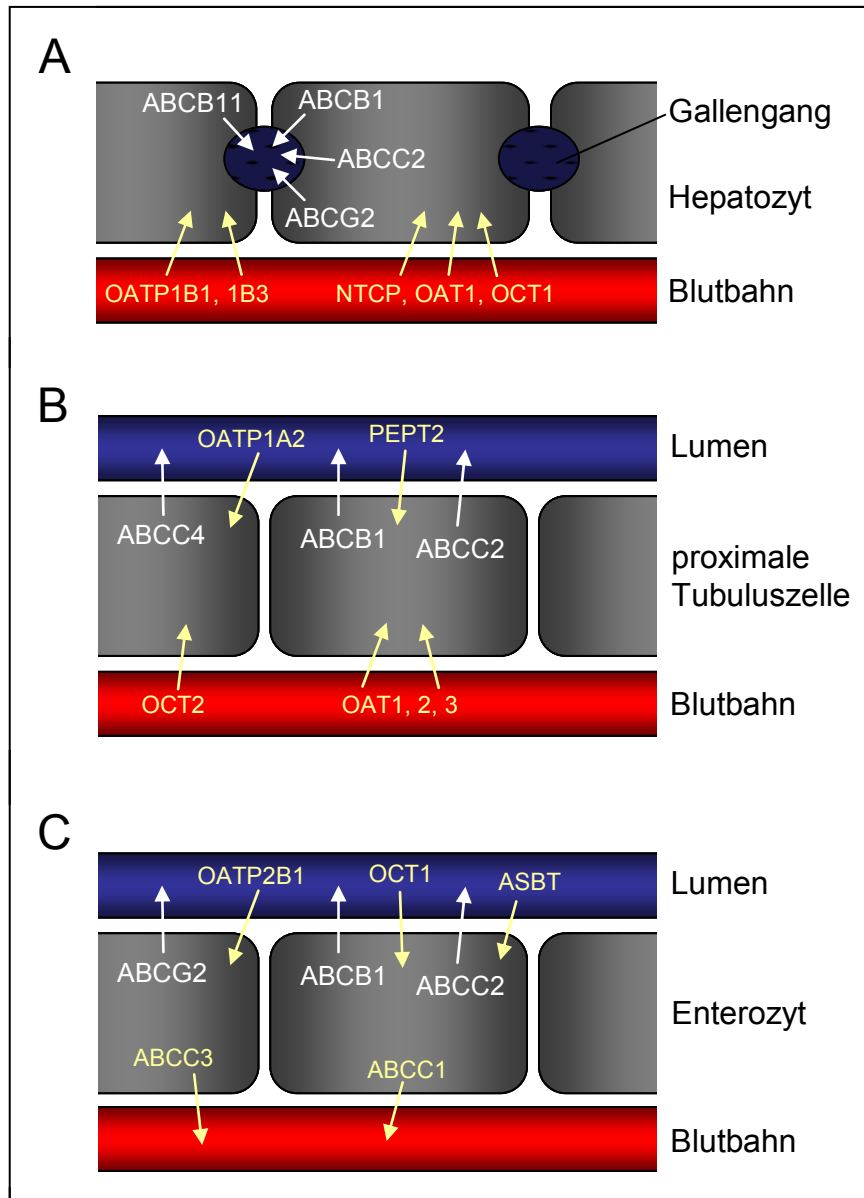 A
ABCB11
ABCB1
Gallengang
ABCC2
Hepatozyt
ABCG2
OATP1B1, 1B3
NTCP, OAT1, OCT1
Blutbahn
B
OATP1A2
PEPT2
Lumen
ABCC4
ABCB1
ABCC2
proximale
Tubuluszelle
OCT2
OAT1, 2, 3
Blutbahn
C
OATP2B1
OCT1
ASBT
Lumen
ABCG2
ABCB1
ABCC2
Enterozyt
ABCC3
ABCC1
Blutbahn